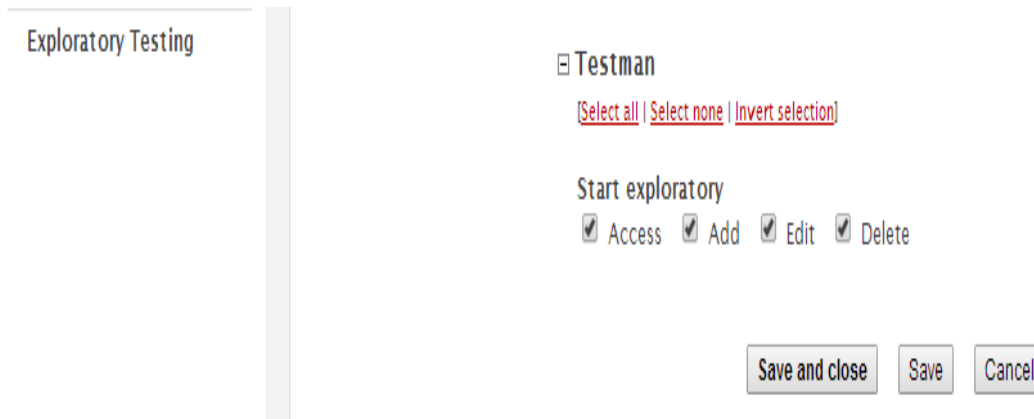 Exploratory Testing
Testman
[Select all | Select none | Invert selection]
Start exploratory
Access Add Edit Delete
Save and close Save Cancel